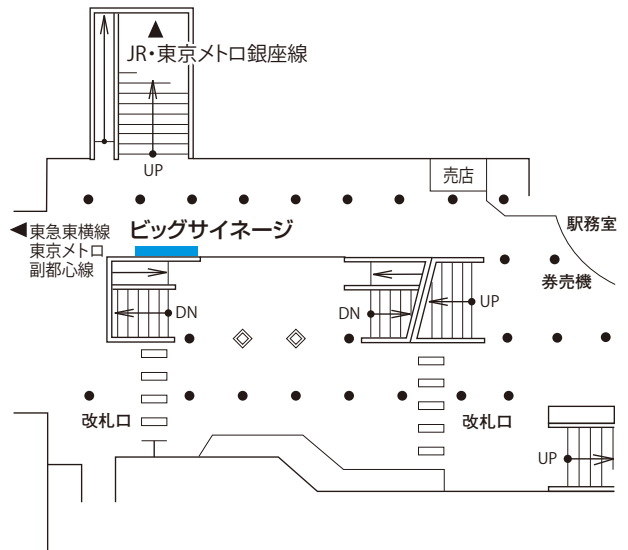 JR・東京メトロ銀座線
UP
売店
東急東横線
東京メトロ
副都心線
ビッグサイネージ
駅務室
券売機
DN
DN
UP
改札口
改札口
UP